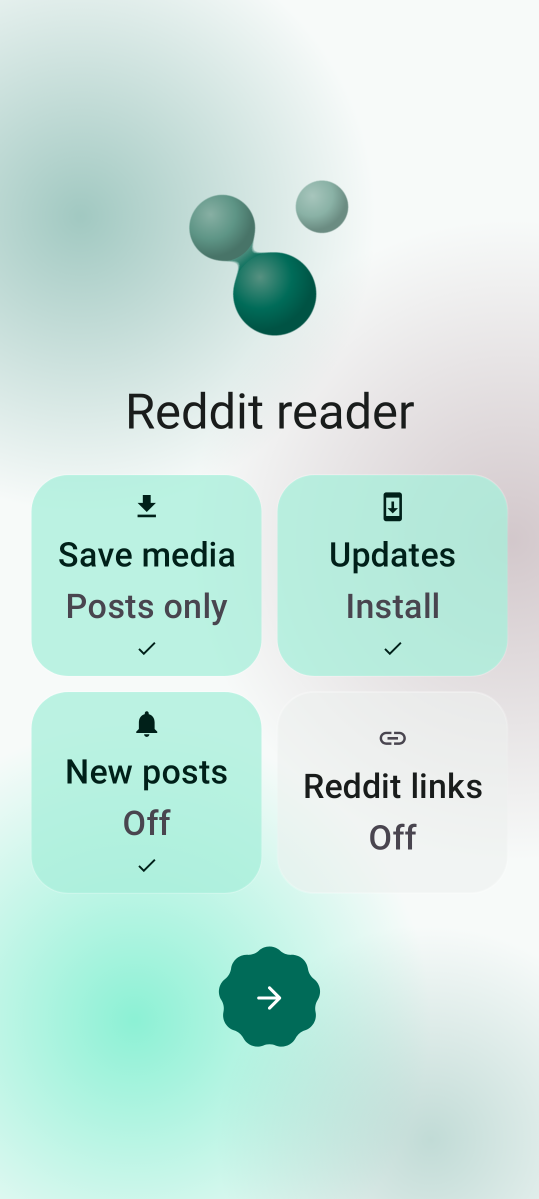 Reddit reader
Save media
Posts only
Updates
Install
New posts
Off
Reddit links
Off